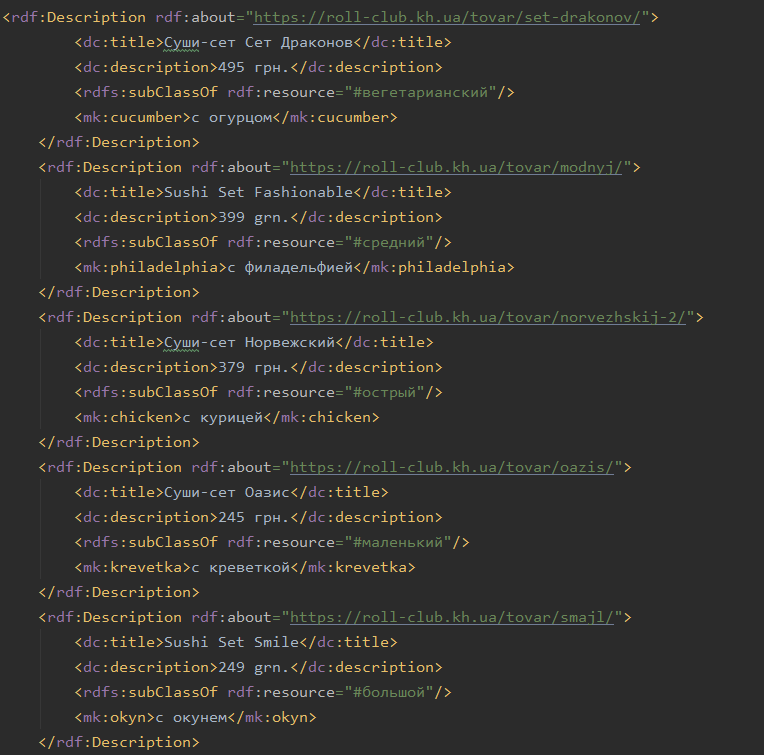 <rdf:Description rdf:about="https://roll-club.kh.ua/tovar/set-drakonov/">
<dc:title>Суши-сет Сет Драконов</dc:title>
<dc:description>495 грн.</dc:description>
<rdfs:subClassOf rdf:resource="#вегетарианский"/>
<mk:cucumber>с огурцом</mk:cucumber>
</rdf:Description>
<rdf:Description rdf:about="https://roll-club.kh.ua/tovar/modnyj/">
<dc:title>Sushi Set Fashionable</dc:title>
<dc:description>399 grn.</dc:description>
<rdfs:subClassOf rdf:resource="#средний"/>
<mk:philadelphia>с филадельфией</mk:philadelphia>
</rdf:Description>
<rdf:Description rdf:about="https://roll-club.kh.ua/tovar/norvezhskij-2/">
<dc:title>Суши-сет Норвежский</dc:title>
<dc:description>379 грн.</dc:description>
<rdfs:subClassOf rdf:resource="#острый"/>
<mk:chicken>с курицей</mk:chicken>
</rdf:Description>
<rdf:Description rdf:about="https://roll-club.kh.ua/tovar/oazis/">
<dc:title>Суши-сет Оазис</dc:title>
<dc:description>245 грн.</dc:description>
<rdfs:subClassOf rdf:resource="#маленький"/>
<mk:krevetka>с креветкой</mk:krevetka>
</rdf:Description>
<rdf:Description rdf:about="https://roll-club.kh.ua/tovar/smajl/">
<dc:title>Sushi Set Smile</dc:title>
<dc:description>249 grn.</dc:description>
<rdfs:subClassOf rdf:resource="#большой"/>
<mk:okyn>с окунем</mk:okyn>
</rdf:Description>